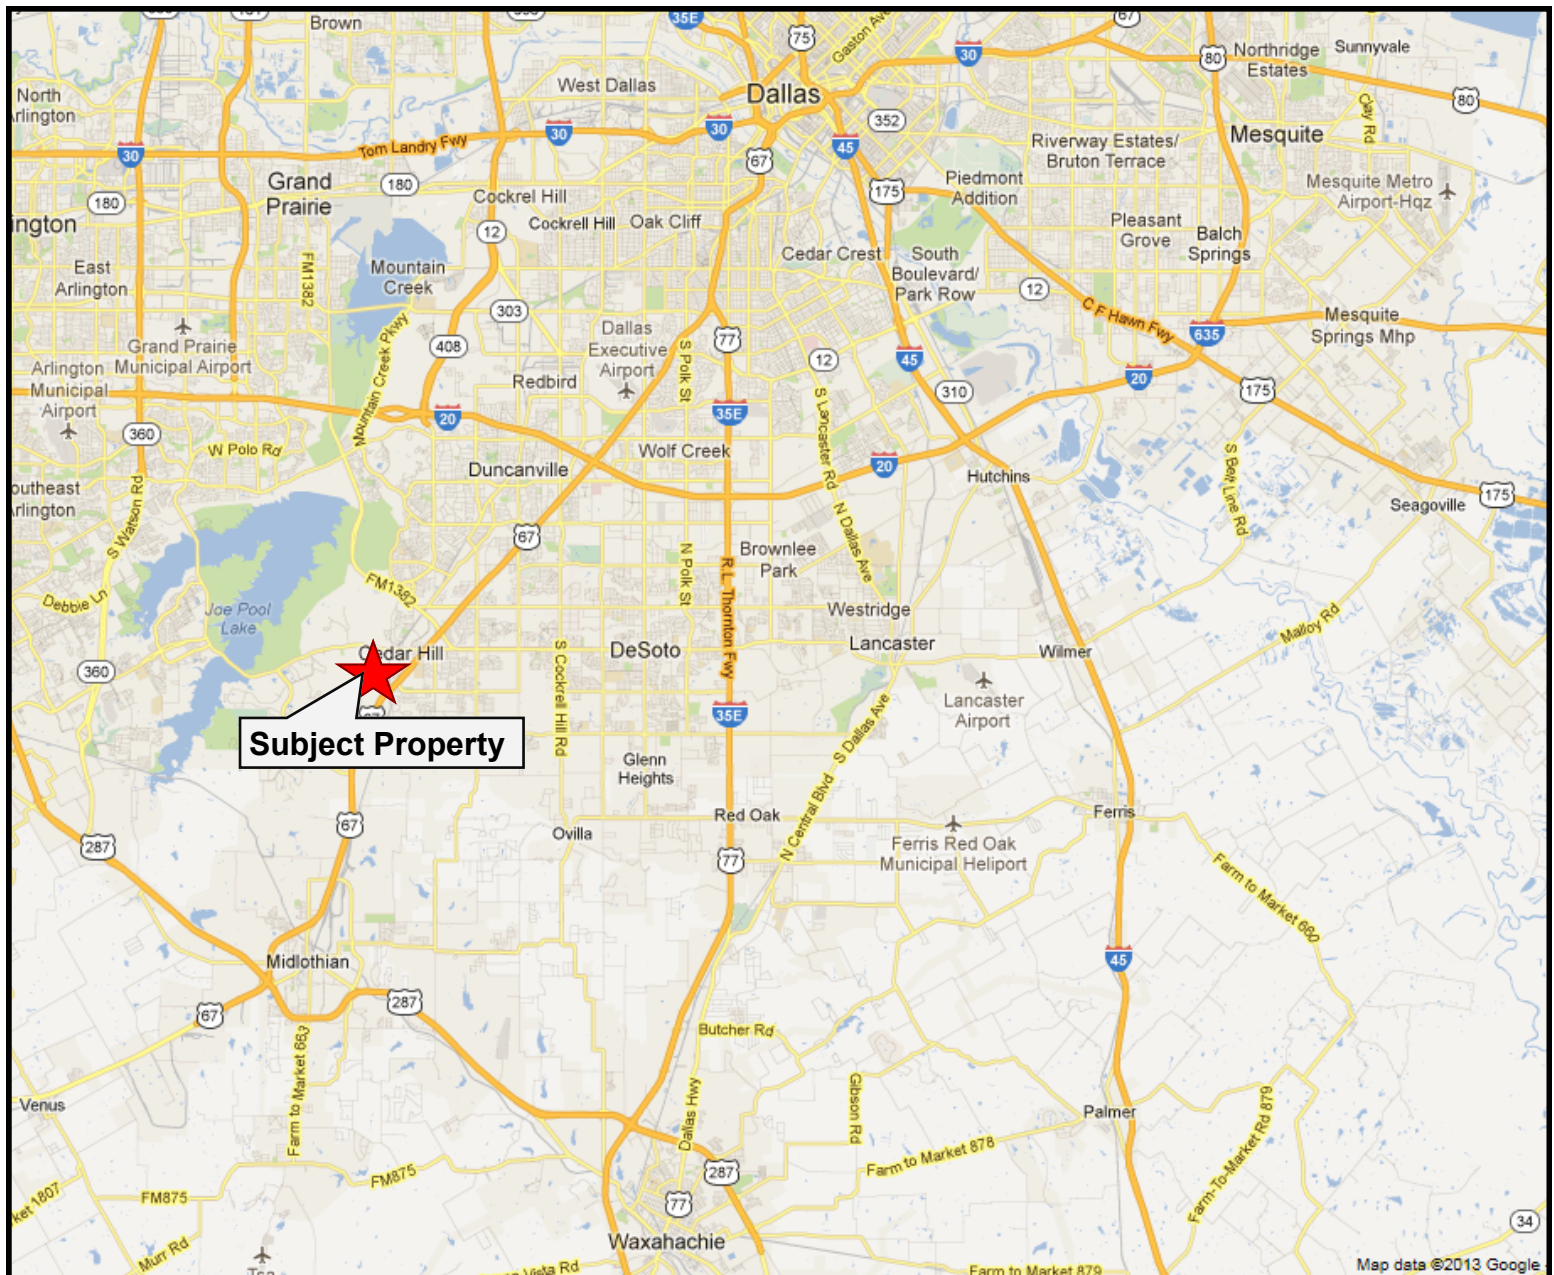 Brown
35E
75
Gaston Ave
67
30
80
Northridge
Estates
Sunnyvale
North
Arlington
West Dallas
Dallas
80
Clay Rd
30
Tom Landry Fwy
30
30
67
352
45
Riverway Estates/
Bruton Terrace
Mesquite
180
Grand
Prairie
180
Cockrel Hill
Cockrell Hill
Oak Cliff
175
Piedmont
Addition
Mesquite Metro
Airport-Hqz
ington
12
Pleasant
Grove
Balch
Springs
East
Arlington
FM1382
Mountain
Creek
Cedar Crest
South
Boulevard/
Park Row
12
303
C F Hawn Fwy
635
Mesquite
Springs Mhp
Grand Prairie
Municipal Airport
Mountain Creek Pkwy
408
Dallas
Executive
Airport
S Polk St
77
12
45
Arlington
Municipal
Airport
Redbird
310
20
175
360
20
35E
S Lancaster Rd
W Polo Rd
Duncanville
Wolf Creek
20
Hutchins
S Belt Line Rd
outheast
rlington
S Watson Rd
67
N Dallas Ave
Seagoville
175
Brownlee
Park
N Polk St
R L Thornton Fwy
FM1382
Debbie Ln
Joe Pool
Lake
Westridge
Malloy Rd
Cedar Hill
S Cockrell Hill Rd
DeSoto
Lancaster
Wilmer
360
Lancaster
Airport
67
35E
Subject Property
S Dallas Ave
Glenn
Heights
67
Ovilla
Red Oak
N Central Blvd
Ferris
287
77
Ferris Red Oak
Municipal Heliport
Farm to Market 660
Midlothian
45
287
67
Butcher Rd
Farm to Market 663
Dallas Hwy
Gibson Rd
Venus
Palmer
Farm-To-Market Rd 879
Farm to Market 878
FM875
FM875
287
77
ket 1807
34
Murr Rd
Waxahachie
Vista Rd
Farm to Market 879
Map data ©2013 Google